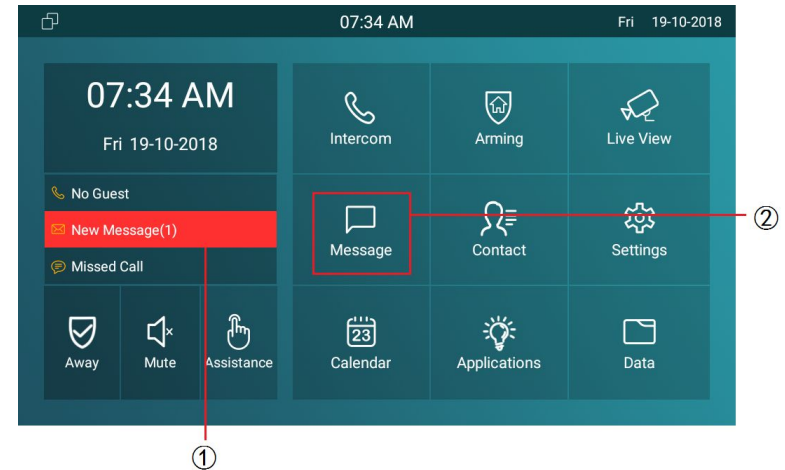 07:34 AM
Fri 19-10-2018
07:34 AM
Fri 19-10-2018
No Guest
New Message(1)
Missed Call
Away
Mute
Assistance
Intercom
Arming
Live View
Message
Contact
Settings
23
Calendar
Applications
Data
①
②